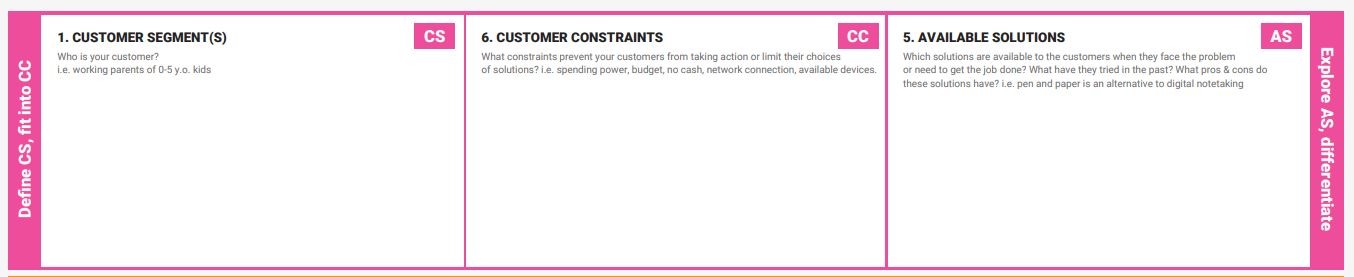 Define CS, fit into CC
1. CUSTOMER SEGMENT(S)
CS
Who is your customer?
i.e. working parents of 0-5 y.o. kids
6. CUSTOMER CONSTRAINTS
CC
What constraints prevent your customers from taking action or limit their choices
of solutions? i.e. spending power, budget, no cash, network connection, available devices.
5. AVAILABLE SOLUTIONS
AS
Which solutions are available to the customers when they face the problem
or need to get the job done? What have they tried in the past? What pros & cons do
these solutions have? i.e. pen and paper is an alternative to digital notetaking
Explore AS, differentiate